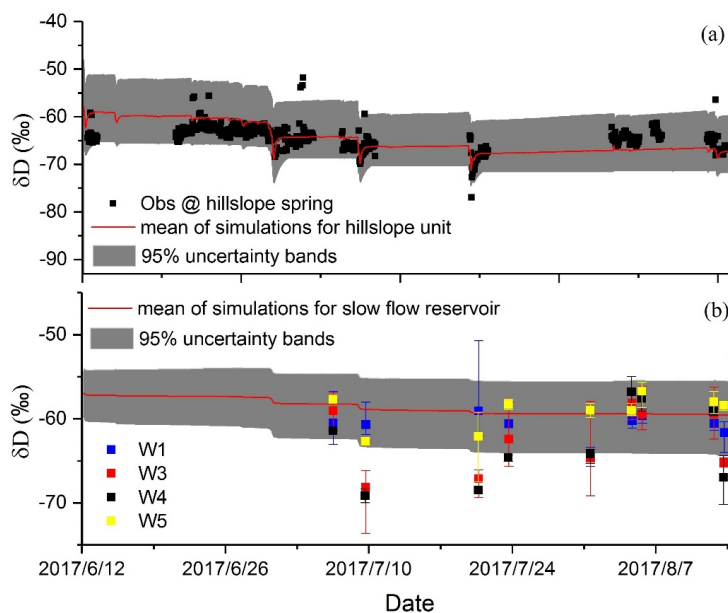 (a)
-40
-50
-60
-70
-80
-90
δD (‰)
Obs @ hillslope spring
mean of simulations for hillslope unit
95% uncertainty bands
(b)
mean of simulations for slow flow reservoir
95% uncertainty bands
-50
-60
-70
δD (‰)
W1
W3
W4
W5
2017/6/12 2017/6/26 2017/7/10 2017/7/24 2017/8/7
Date